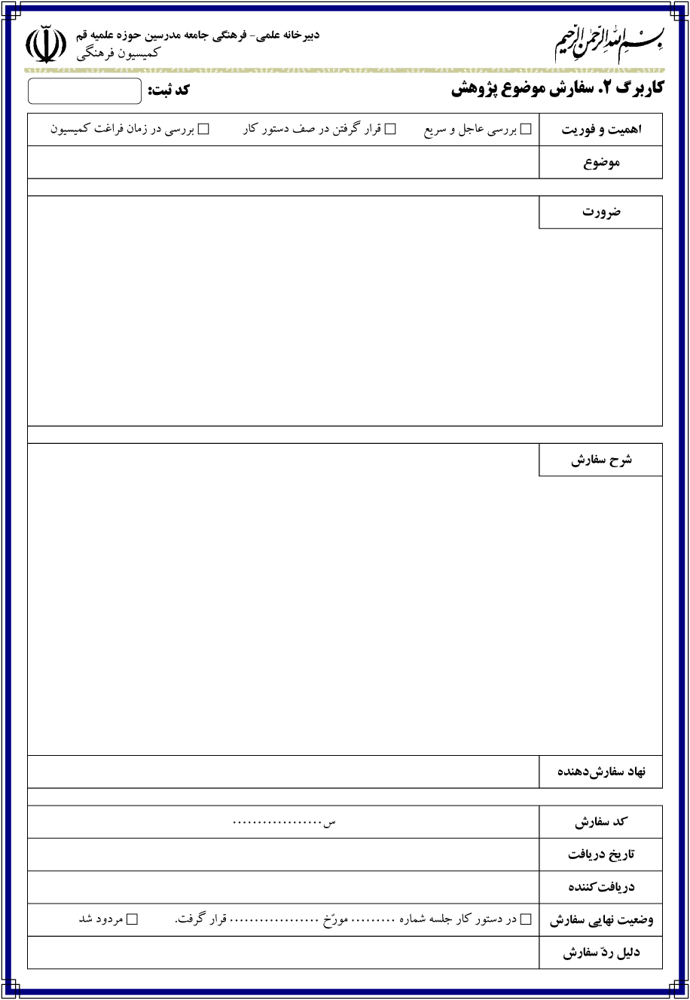 بسم الله الرحمن الرحیم
دبیرخانه علمی- فرهنگی جامعه مدرسین حوزه علمیه قم
کمیسیون فرهنگی
کاربرگ ۲. سفارش موضوع پژوهش
کد ثبت:
اهمیت و فوریت □ بررسی عاجل و سریع □ قرار گرفتن در صف دستور کار □ بررسی در زمان فراغت کمیسیون
موضوع
ضرورت
شرح سفارش
نهاد سفارش‌دهنده
کد سفارش س..................
تاریخ دریافت
دریافت‌کننده
وضعیت نهایی سفارش □ در دستور کار جلسه شماره ......... مورّخ .................. قرار گرفت. □ مردود شد
دلیل ردّ سفارش